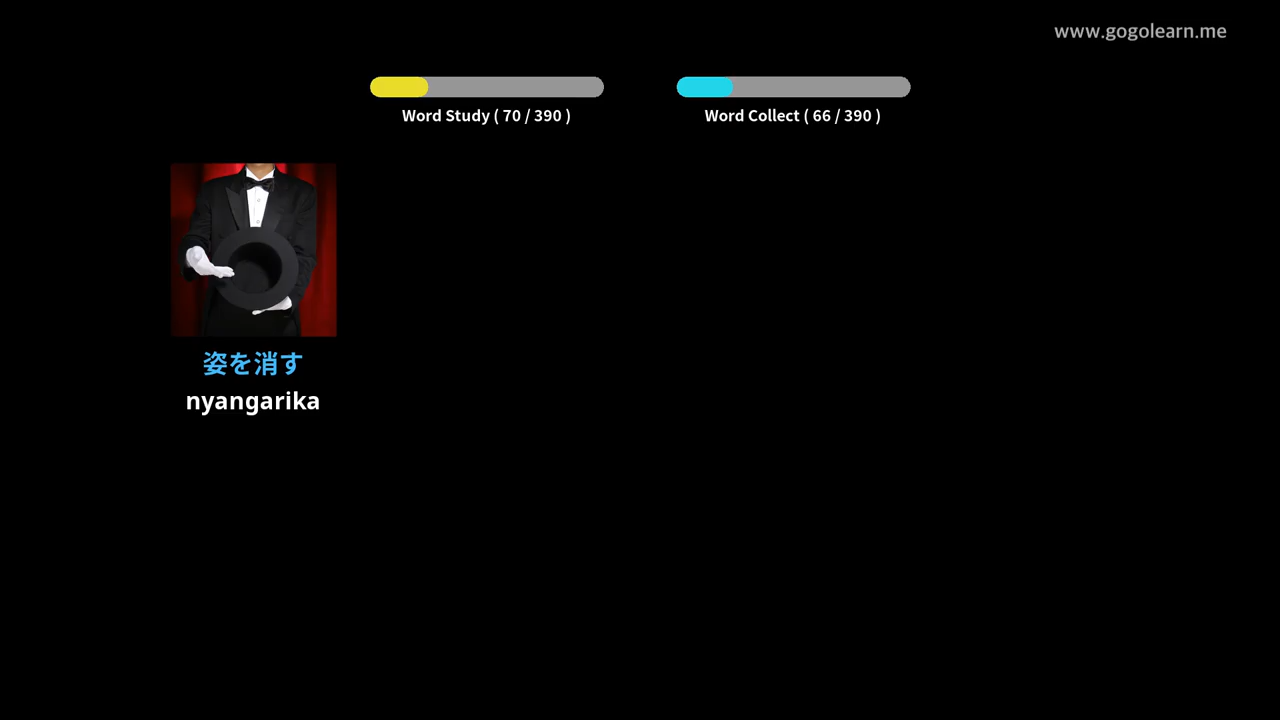 www.gogolearn.me
Word Study ( 70 / 390 )
Word Collect ( 66 / 390 )
姿を消す
nyangarika